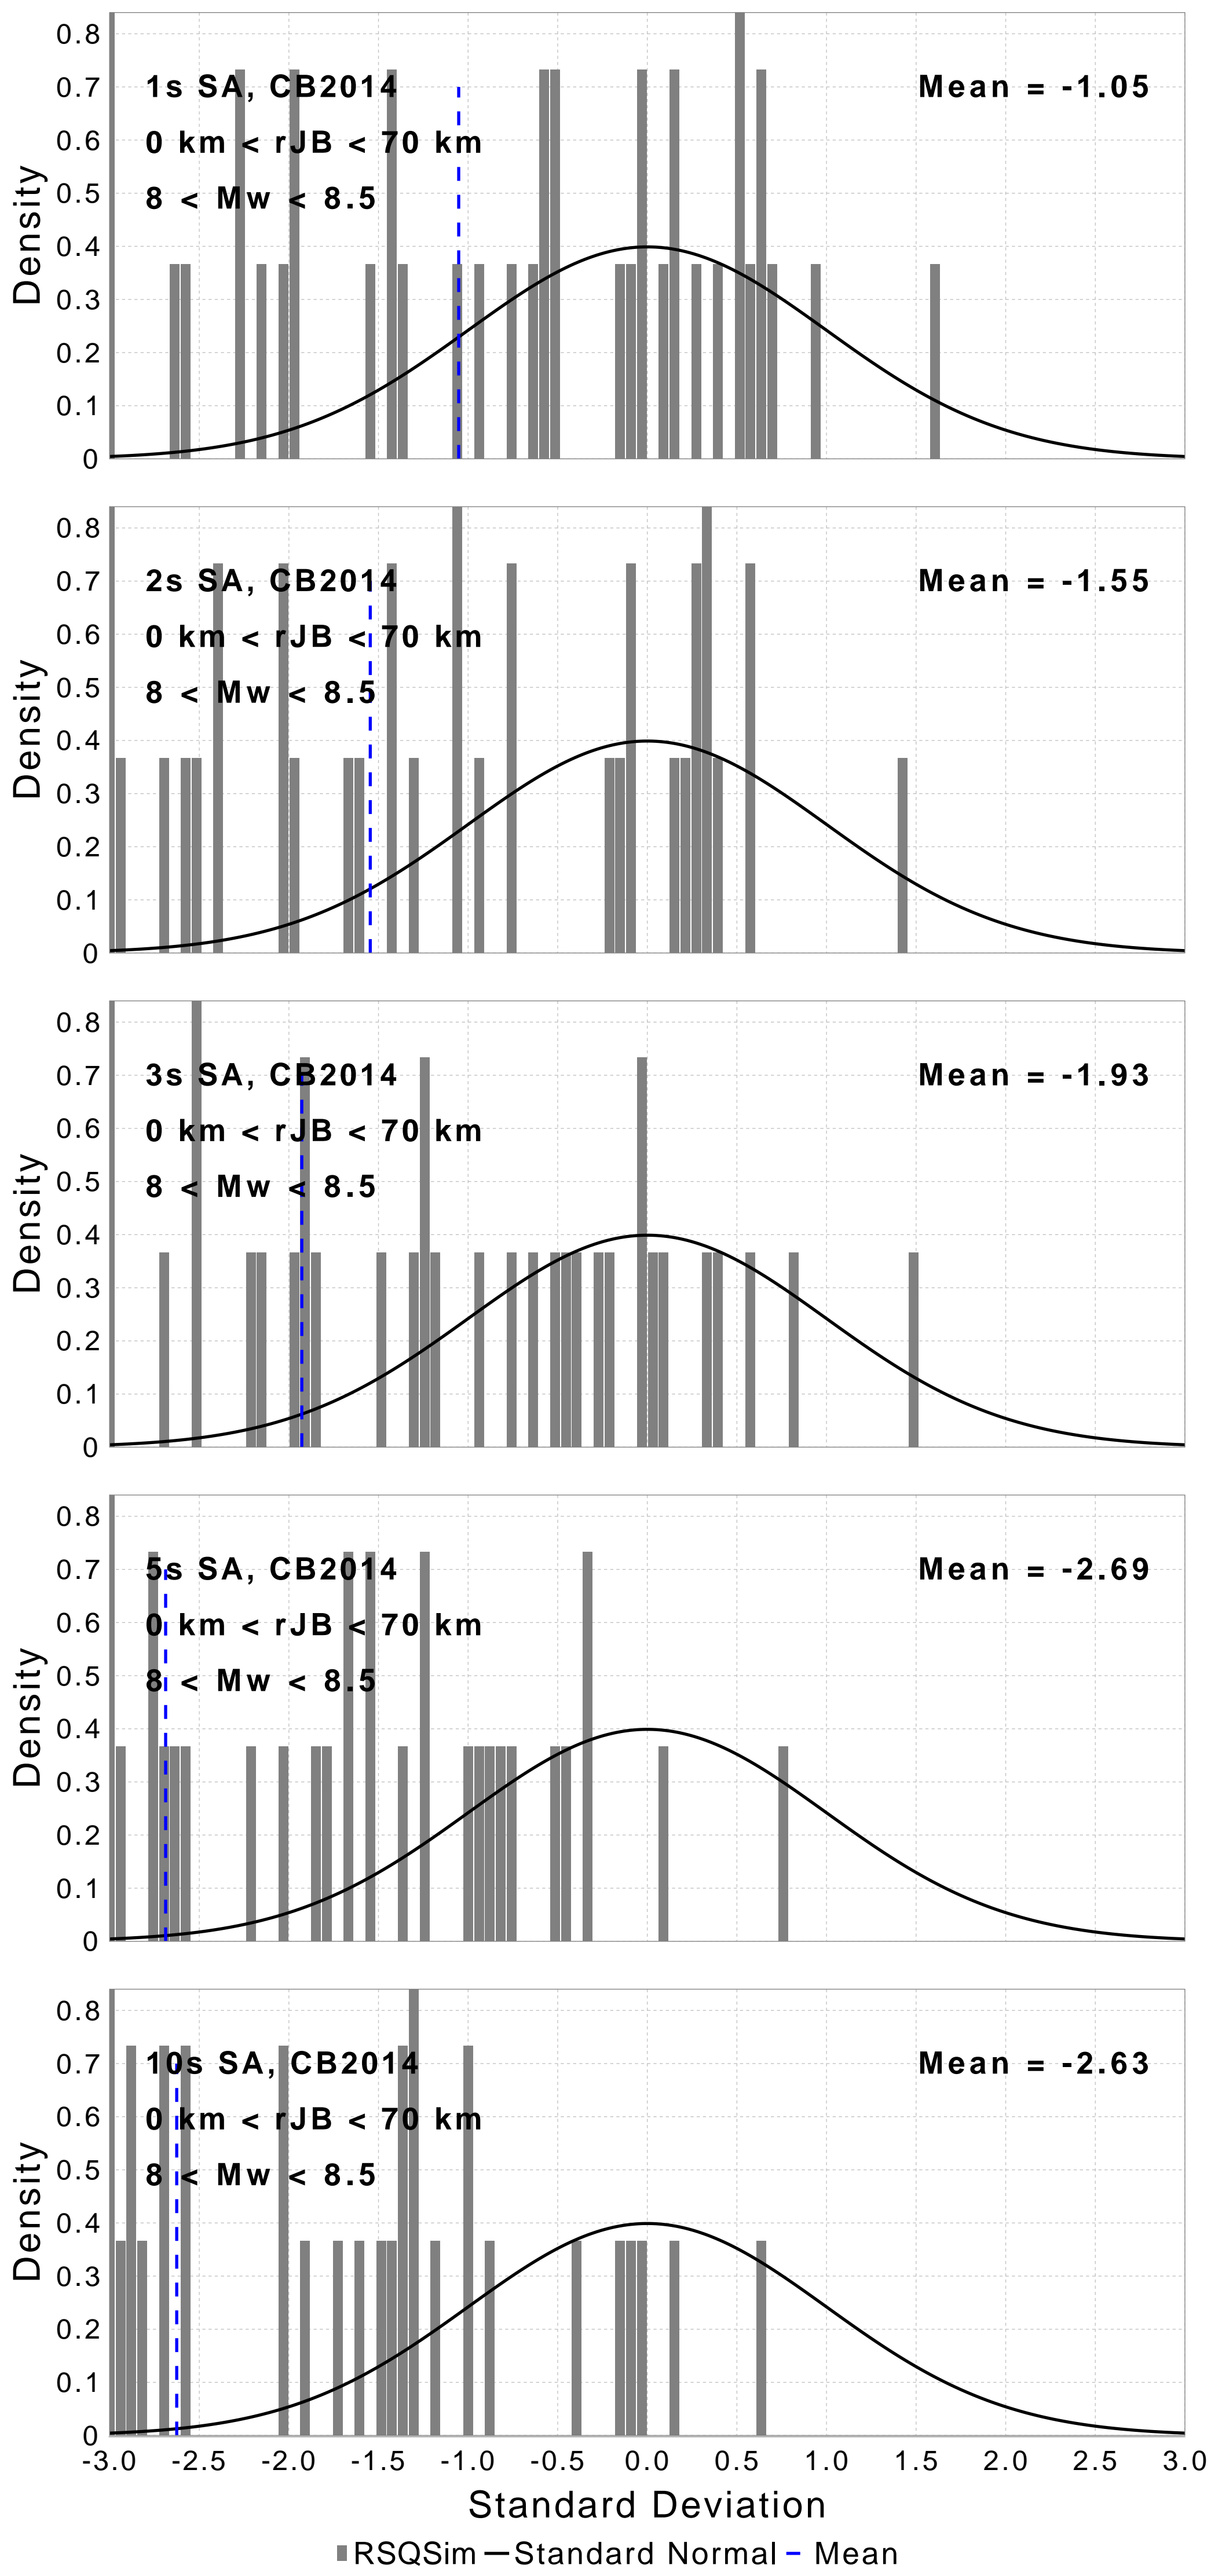 0.8
0.7
0.6
0.5
0.4
0.3
0.2
0.1
0
Density
1s SA, CB2014
0 km < rJB < 70 km
8 < Mw < 8.5
Mean = -1.05
0.8
0.7
0.6
0.5
0.4
0.3
0.2
0.1
0
Density
2s SA, CB2014
0 km < rJB < 70 km
8 < Mw < 8.5
Mean = -1.55
0.8
0.7
0.6
0.5
0.4
0.3
0.2
0.1
0
Density
3s SA, CB2014
0 km < rJB < 70 km
8 < Mw < 8.5
Mean = -1.93
0.8
0.7
0.6
0.5
0.4
0.3
0.2
0.1
0
Density
5s SA, CB2014
0 km < rJB < 70 km
8 < Mw < 8.5
Mean = -2.69
0.8
0.7
0.6
0.5
0.4
0.3
0.2
0.1
0
Density
10s SA, CB2014
0 km < rJB < 70 km
8 < Mw < 8.5
Mean = -2.63
-3.0 -2.5 -2.0 -1.5 -1.0 -0.5 0.0 0.5 1.0 1.5 2.0 2.5 3.0
Standard Deviation
RSQSim Standard Normal Mean